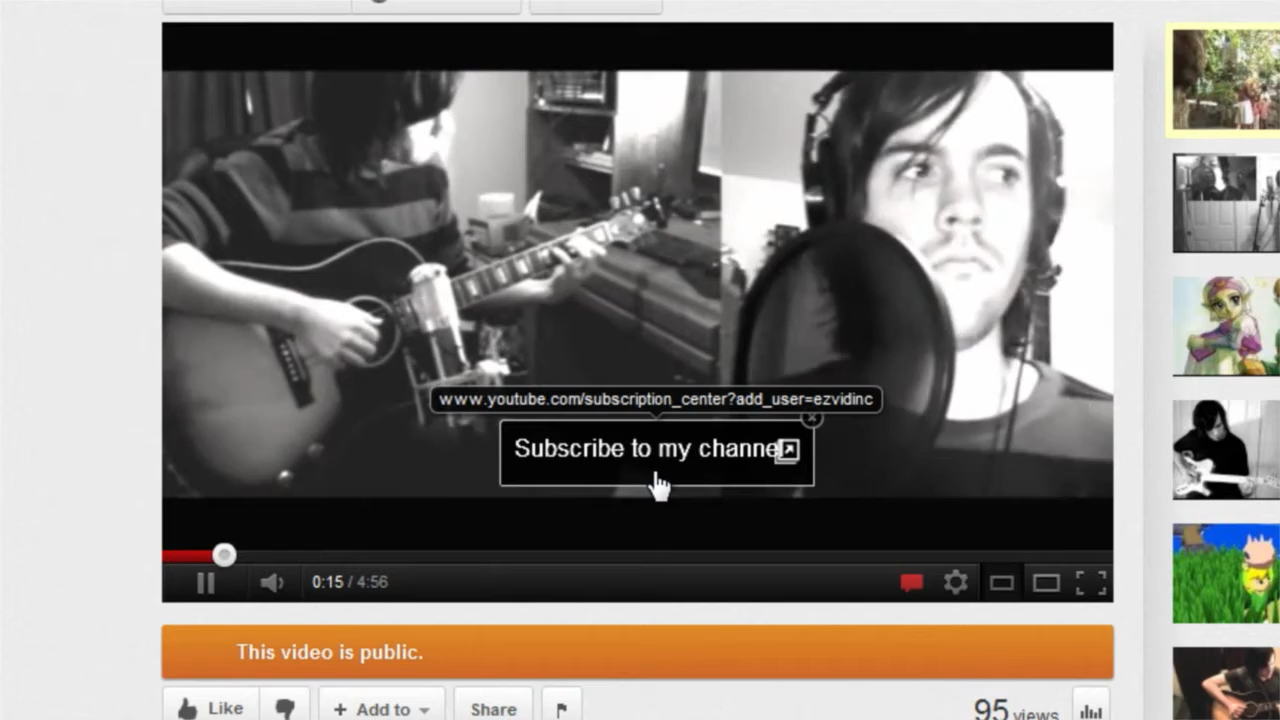 www.youtube.com/subscription_center?add_user=ezvidinc
Subscribe to my channel
0:15 / 4:56
This video is public.
Like
+ Add to
Share
95 views